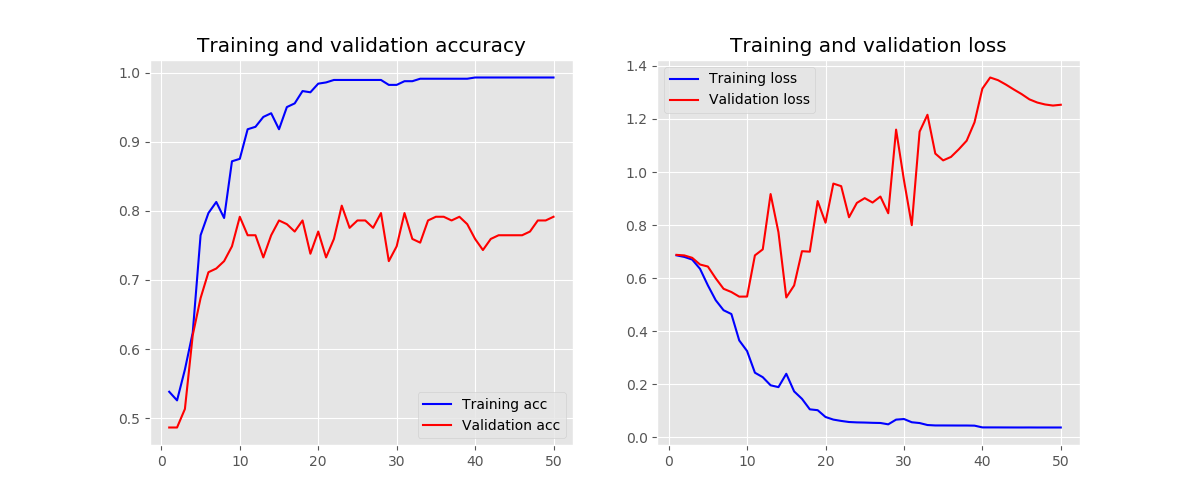 Training and validation accuracy
1.0
0.9
0.8
0.7
0.6
0.5
0 10 20 30 40 50
Training acc
Validation acc
Training and validation loss
1.4
1.2
1.0
0.8
0.6
0.4
0.2
0.0
0 10 20 30 40 50
Training loss
Validation loss